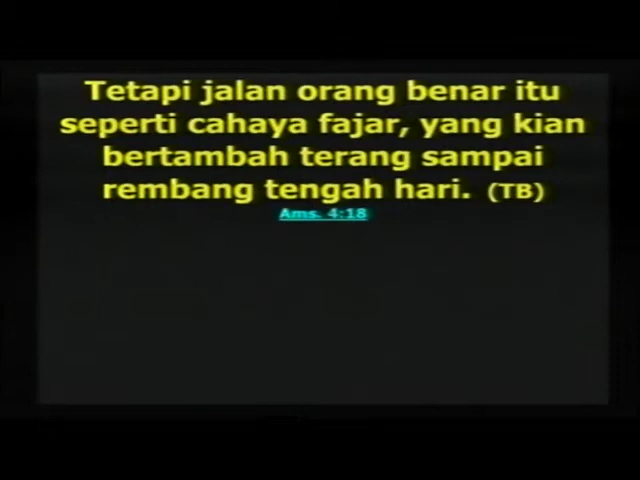 Tetapi jalan orang benar itu
seperti cahaya fajar, yang kian
bertambah terang sampai
rembang tengah hari. (TB)
Ams. 4:18